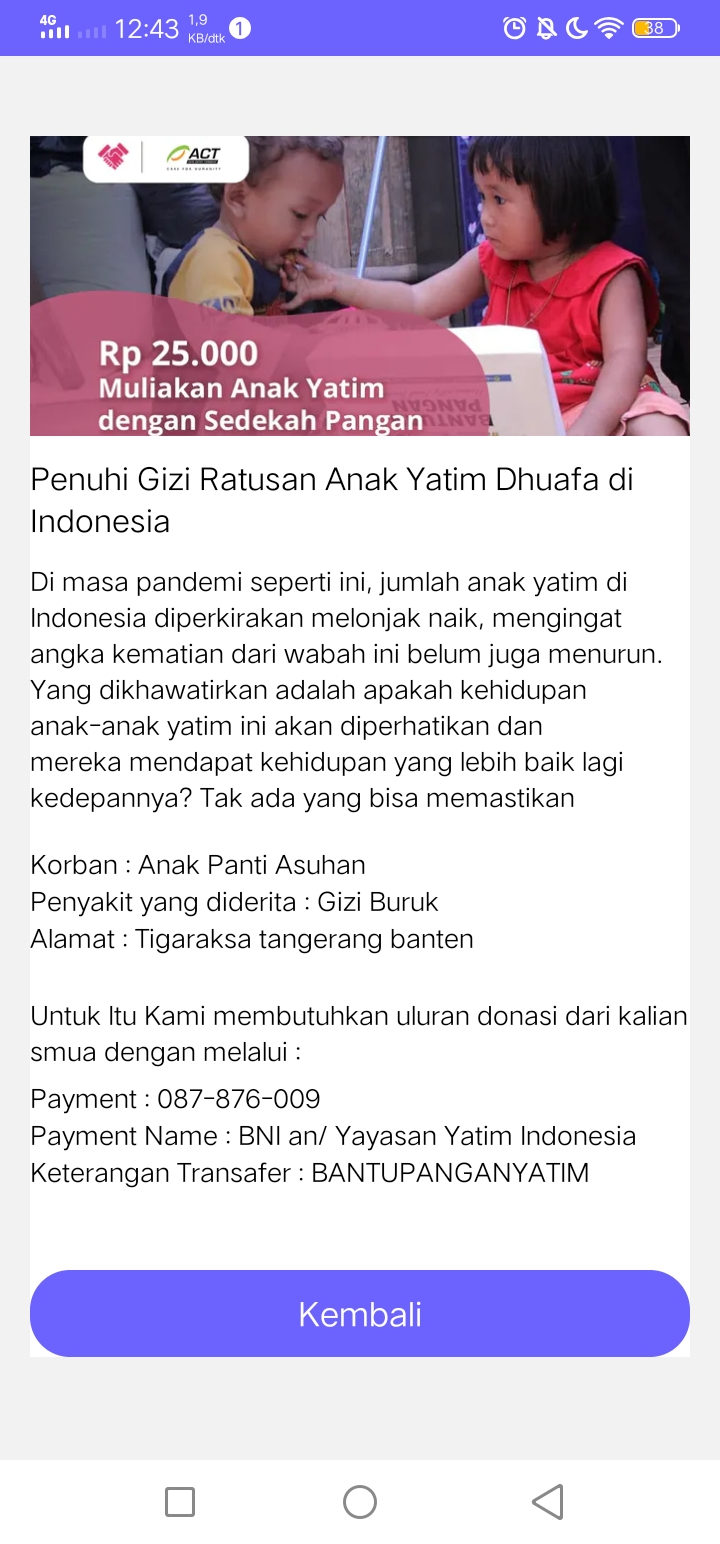 4G 12:43 1,9 KB/dtk 1 38
ACT
CARE FOR HUMANITY
Rp 25.000
Muliakan Anak Yatim
dengan Sedekah Pangan
BANTUAN
PANGAN
Penuhi Gizi Ratusan Anak Yatim Dhuafa di
Indonesia
Di masa pandemi seperti ini, jumlah anak yatim di
Indonesia diperkirakan melonjak naik, mengingat
angka kematian dari wabah ini belum juga menurun.
Yang dikhawatirkan adalah apakah kehidupan
anak-anak yatim ini akan diperhatikan dan
mereka mendapat kehidupan yang lebih baik lagi
kedepannya? Tak ada yang bisa memastikan
Korban : Anak Panti Asuhan
Penyakit yang diderita : Gizi Buruk
Alamat : Tigaraksa tangerang banten
Untuk Itu Kami membutuhkan uluran donasi dari kalian
smua dengan melalui :
Payment : 087-876-009
Payment Name : BNI an/ Yayasan Yatim Indonesia
Keterangan Transafer : BANTUPANGANYATIM
Kembali